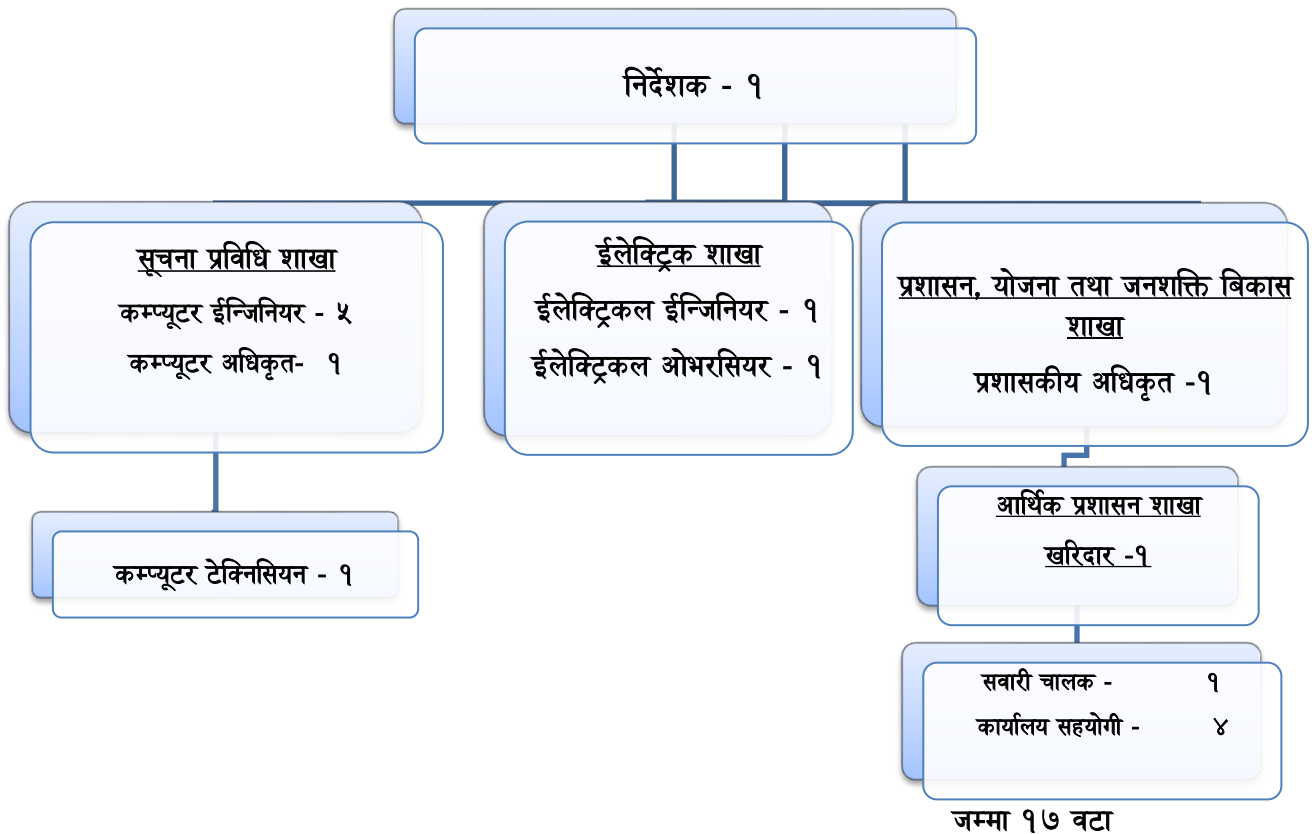 निर्देशक - १
सूचना प्रविधि शाखा
कम्प्यूटर ईन्जिनियर - ५
कम्प्यूटर अधिकृत- १
ईलेक्ट्रिक शाखा
ईलेक्ट्रिकल ईन्जिनियर - १
ईलेक्ट्रिकल ओभरसियर - १
प्रशासन, योजना तथा जनशक्ति बिकास
शाखा
प्रशासकीय अधिकृत -१
कम्प्यूटर टेक्निसियन - १
आर्थिक प्रशासन शाखा
खरिदार -१
सवारी चालक - १
कार्यालय सहयोगी - ४
जम्मा १७ वटा